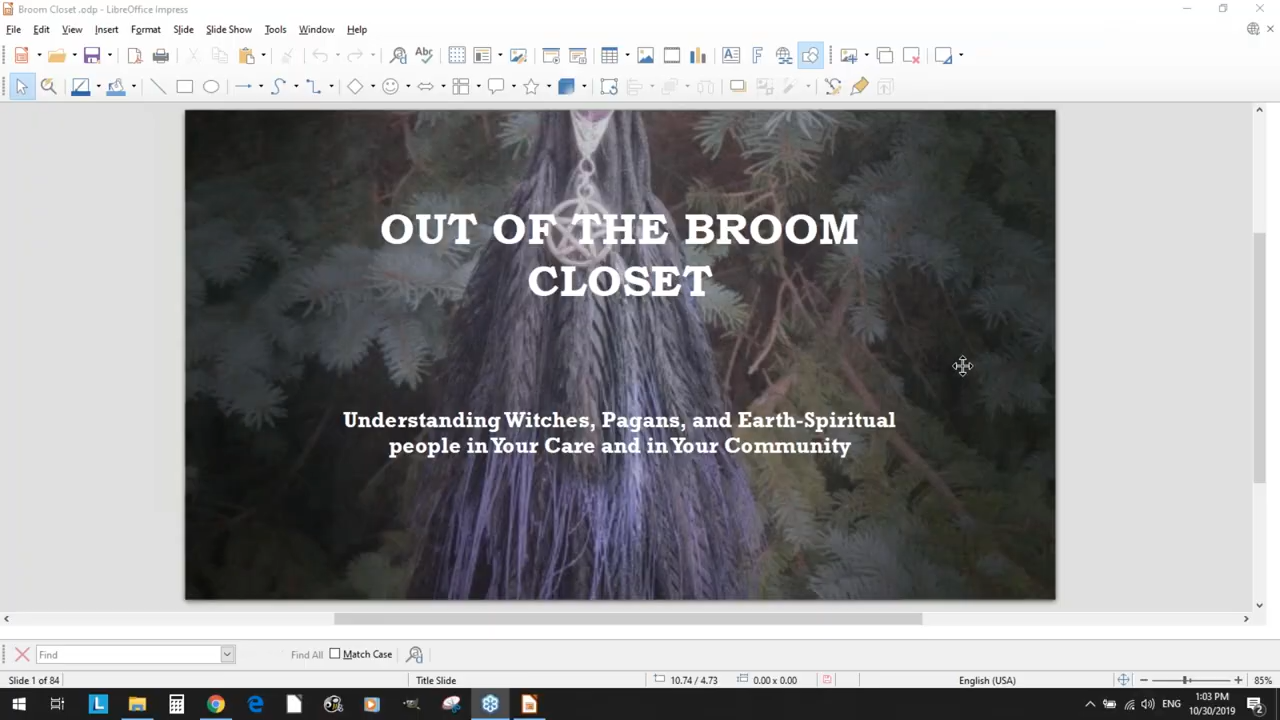 Broom Closet .odp - LibreOffice Impress
File Edit View Insert Format Slide Slide Show Tools Window Help
OUT OF THE BROOM
CLOSET
Understanding Witches, Pagans, and Earth-Spiritual
people in Your Care and in Your Community
Find Find All Match Case
Slide 1 of 84 Title Slide 10.74 / 4.73 0.00 x 0.00 English (USA) 85%
ENG 1:03 PM
10/30/2019 2